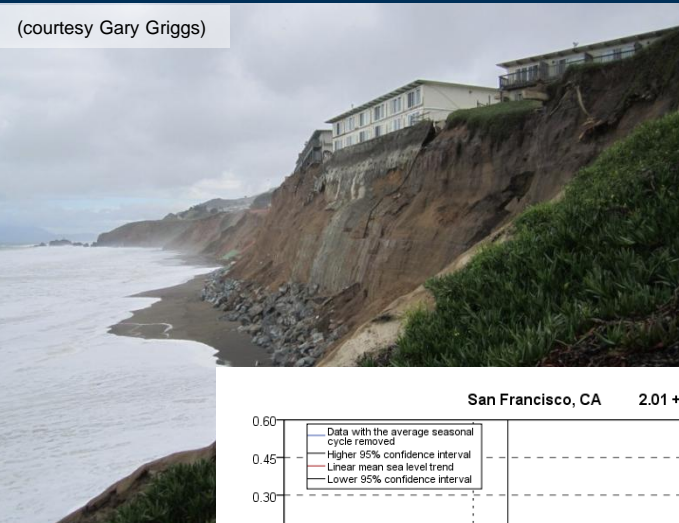 (courtesy Gary Griggs)
San Francisco, CA 2.01 +
0.60
Data with the average seasonal
cycle removed
Higher 95% confidence interval
0.45
Linear mean sea level trend
Lower 95% confidence interval
0.30